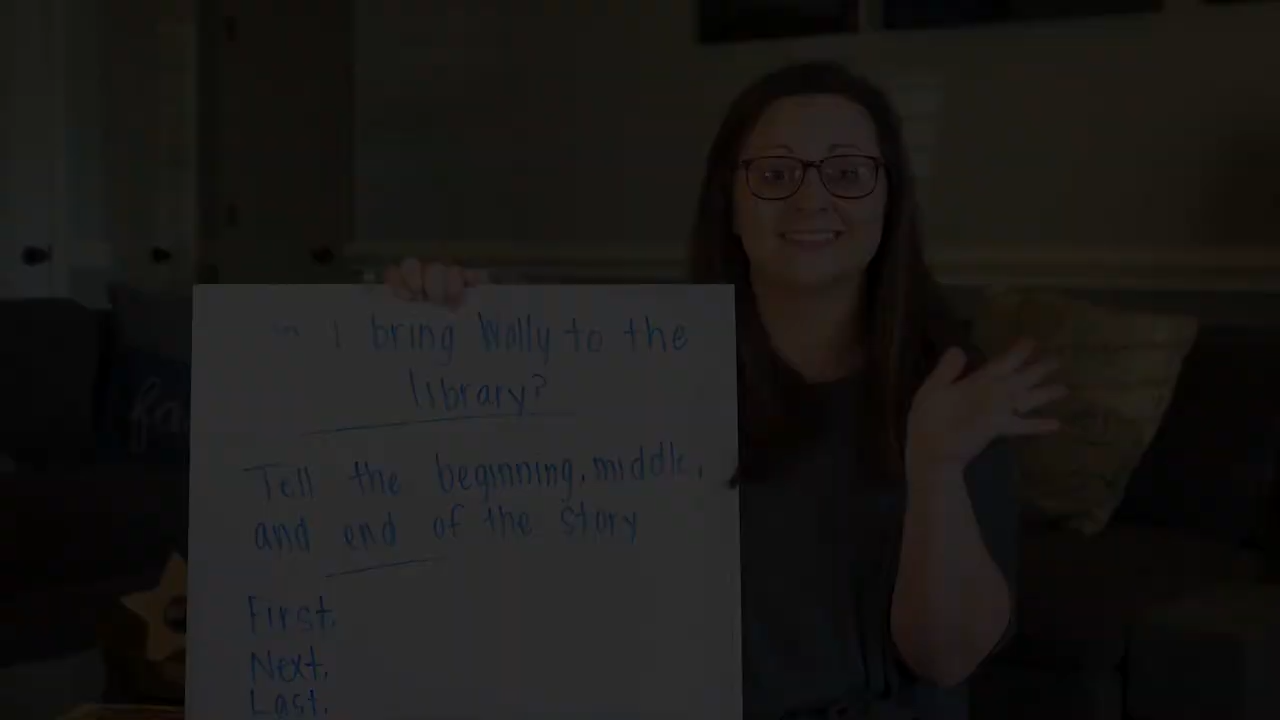 I bring Wally to the
library?
Tell the beginning, middle,
and end of the story
First,
Next,
Last,